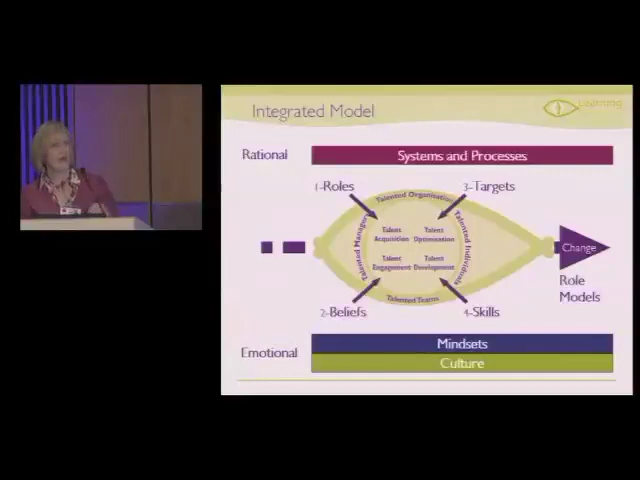 Integrated Model
Learning
Rational
Systems and Processes
1-Roles
3-Targets
Talented Organisation
Talented Managers
Talented Individuals
Talent
Acquisition
Talent
Optimisation
Talent
Engagement
Talent
Development
Talented Teams
Change
Role
Models
2-Beliefs
4-Skills
Emotional
Mindsets
Culture